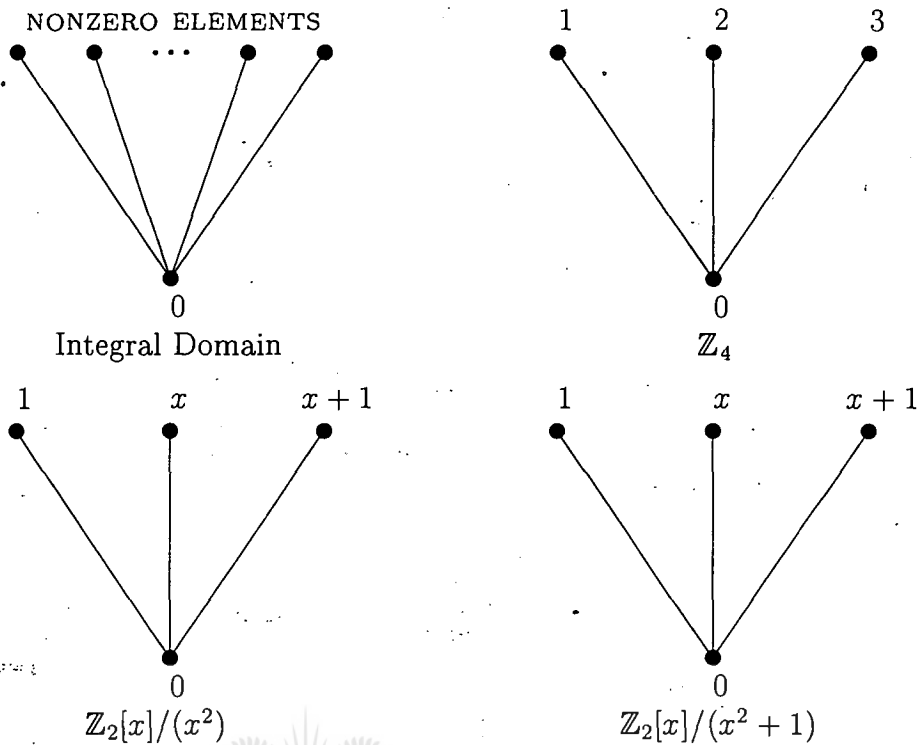 NONZERO ELEMENTS
...
0
Integral Domain
1 2 3
0
ℤ₄
1 x x + 1
0
ℤ₂[x]/(x²)
1 x x + 1
0
ℤ₂[x]/(x² + 1)